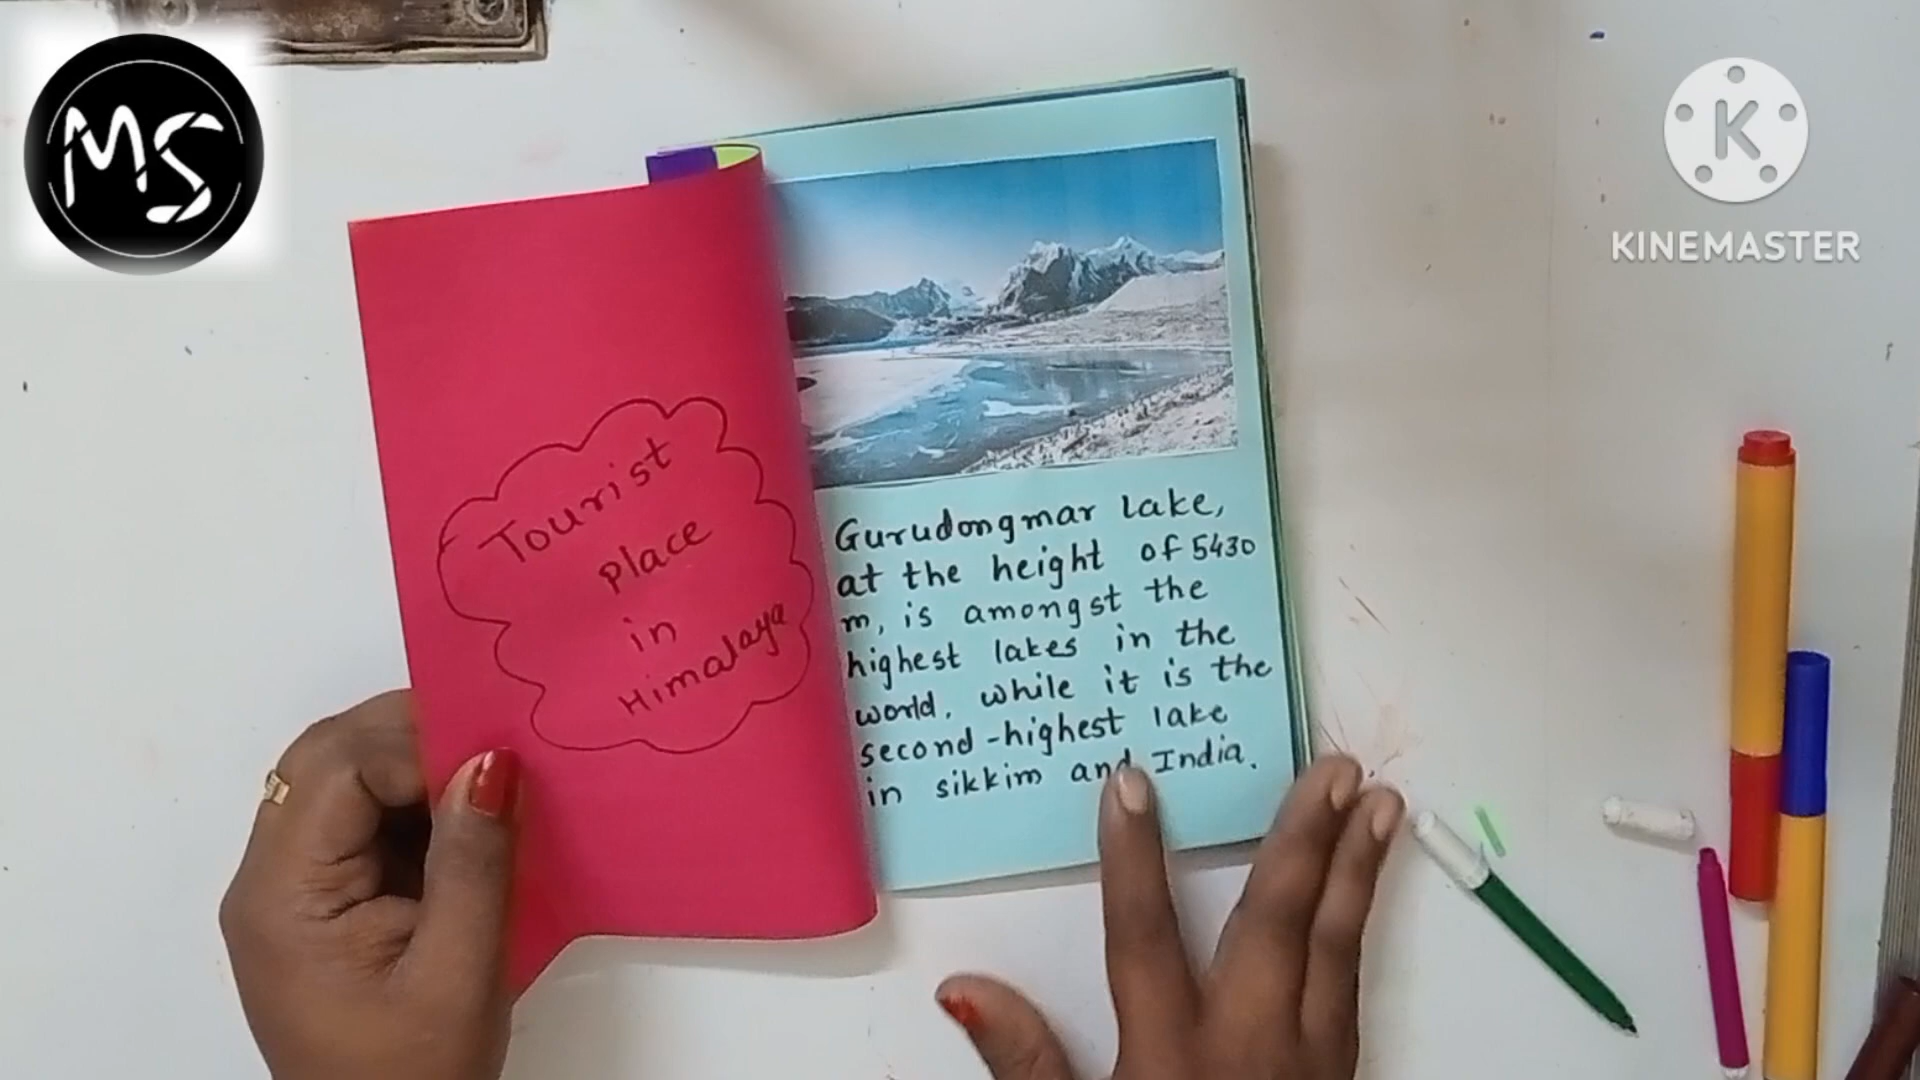 MS
K
KINEMASTER
Tourist
place
in
Himalaya
Gurudongmar lake,
at the height of 5430
m, is amongst the
highest lakes in the
world. while it is the
second-highest lake
in sikkim and India.